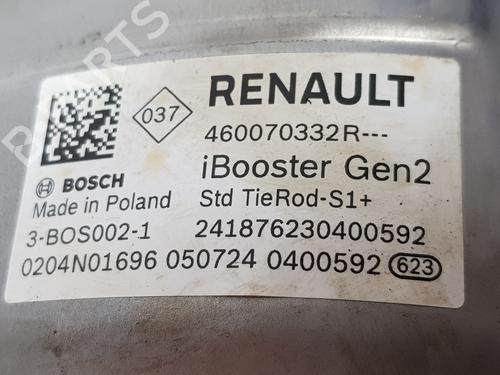 037
RENAULT
460070332R---
BOSCH
iBooster Gen2
Made in Poland
Std TieRod-S1+
3-BOS002-1
241876230400592
0204N01696 050724 0400592 623